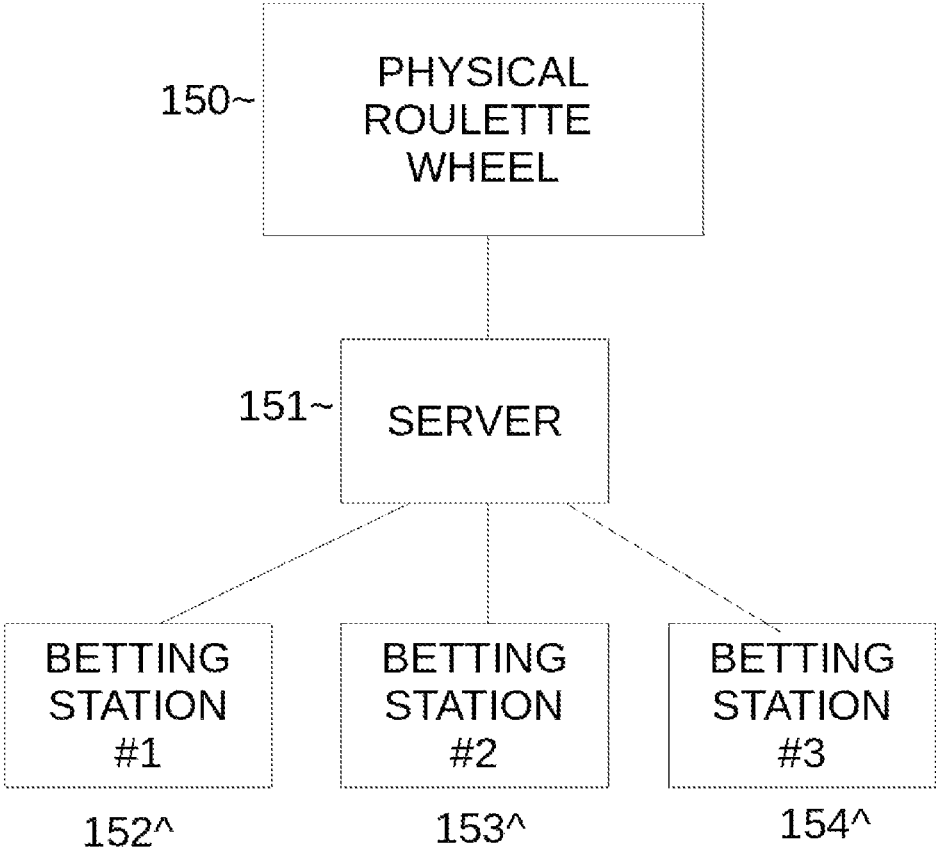 PHYSICAL
150~
ROULETTE
WHEEL
151~
SERVER
BETTING
STATION
#1
BETTING
STATION
#2
BETTING
STATION
#3
152^
153^
154^